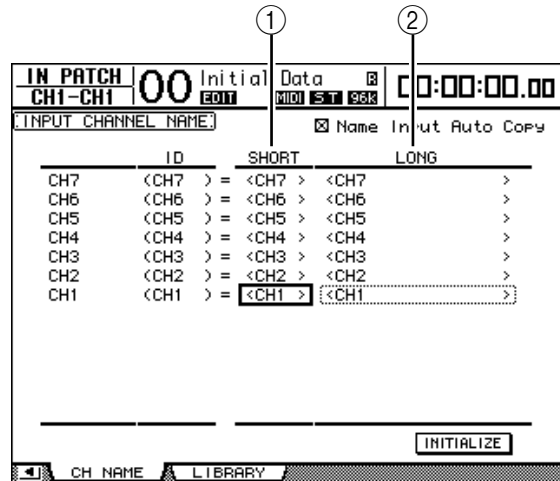 ① ②
IN PATCH 00 Initial Data R 00:00:00.00
CH1-CH1 EDIT MIDI ST 96k
INPUT CHANNEL NAME ☒ Name Input Auto Copy
ID SHORT LONG
CH7 (CH7 ) = <CH7 > <CH7 >
CH6 (CH6 ) = <CH6 > <CH6 >
CH5 (CH5 ) = <CH5 > <CH5 >
CH4 (CH4 ) = <CH4 > <CH4 >
CH3 (CH3 ) = <CH3 > <CH3 >
CH2 (CH2 ) = <CH2 > <CH2 >
CH1 (CH1 ) = <CH1 > <CH1 >
INITIALIZE
CH NAME LIBRARY